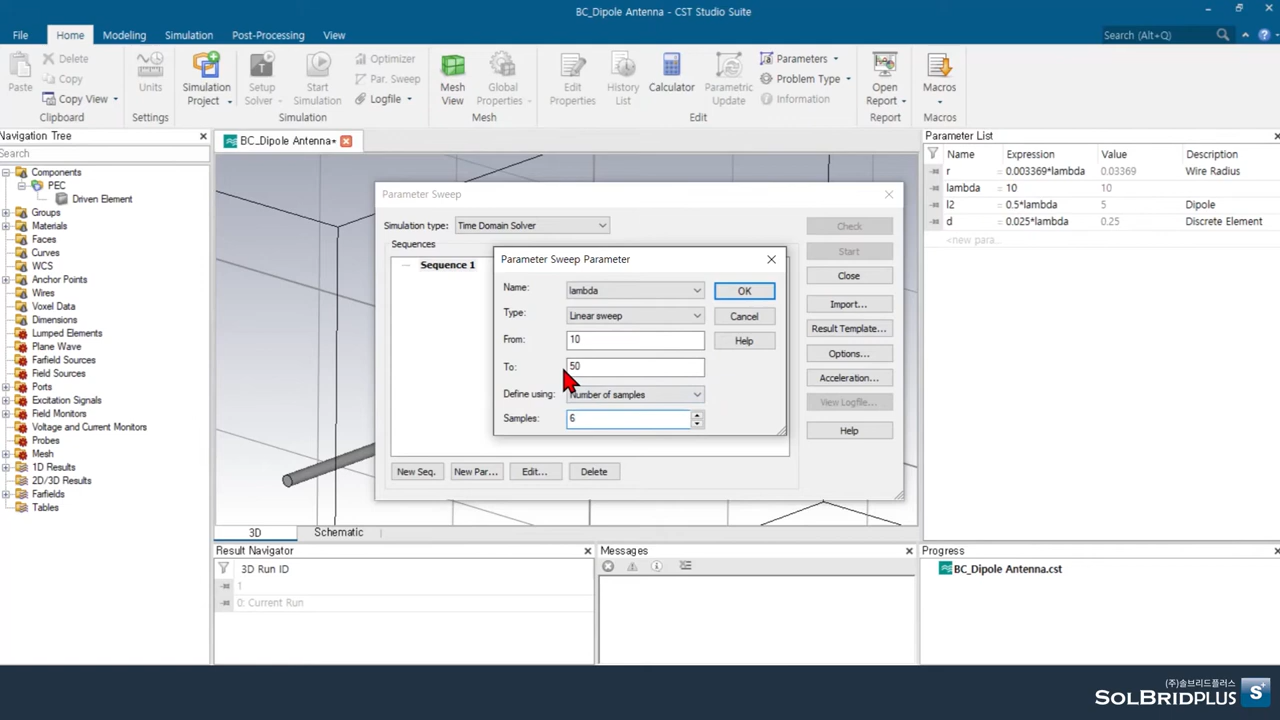 BC_Dipole Antenna - CST Studio Suite
File
Home
Modeling
Simulation
Post-Processing
View
Search (Alt+Q)
Paste
Delete
Copy
Copy View
Clipboard
Units
Settings
Simulation
Project
Setup
Solver
Start
Simulation
Optimizer
Par. Sweep
Logfile
Simulation
Mesh
View
Global
Properties
Mesh
Edit
Properties
History
List
Calculator
Parametric
Update
Parameters
Problem Type
Information
Edit
Open
Report
Report
Macros
Macros
Navigation Tree
Search
Components
PEC
Driven Element
Groups
Materials
Faces
Curves
WCS
Anchor Points
Wires
Voxel Data
Dimensions
Lumped Elements
Plane Wave
Farfield Sources
Field Sources
Ports
Excitation Signals
Field Monitors
Voltage and Current Monitors
Probes
Mesh
1D Results
2D/3D Results
Farfields
Tables
BC_Dipole Antenna*
Parameter Sweep
Simulation type: Time Domain Solver
Sequences
Sequence 1
Check
Start
Close
Import...
Result Template...
Options...
Acceleration...
View Logfile...
Help
New Seq.
New Par...
Edit...
Delete
Parameter Sweep Parameter
Name: lambda
Type: Linear sweep
From: 10
To: 50
Define using: Number of samples
Samples: 6
OK
Cancel
Help
3D
Schematic
Parameter List
Name Expression Value Description
r = 0.003369*lambda 0.03369 Wire Radius
lambda = 10 10
l2 = 0.5*lambda 5 Dipole
d = 0.025*lambda 0.25 Discrete Element
<new para...
Result Navigator
3D Run ID
1
0: Current Run
Messages
Progress
BC_Dipole Antenna.cst
(주)솔브리드플러스
SOLBRIDPLUS
S+